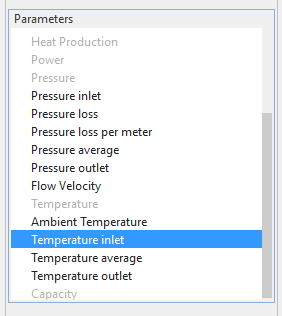 Parameters
Heat Production
Power
Pressure
Pressure inlet
Pressure loss
Pressure loss per meter
Pressure average
Pressure outlet
Flow Velocity
Temperature
Ambient Temperature
Temperature inlet
Temperature average
Temperature outlet
Capacity